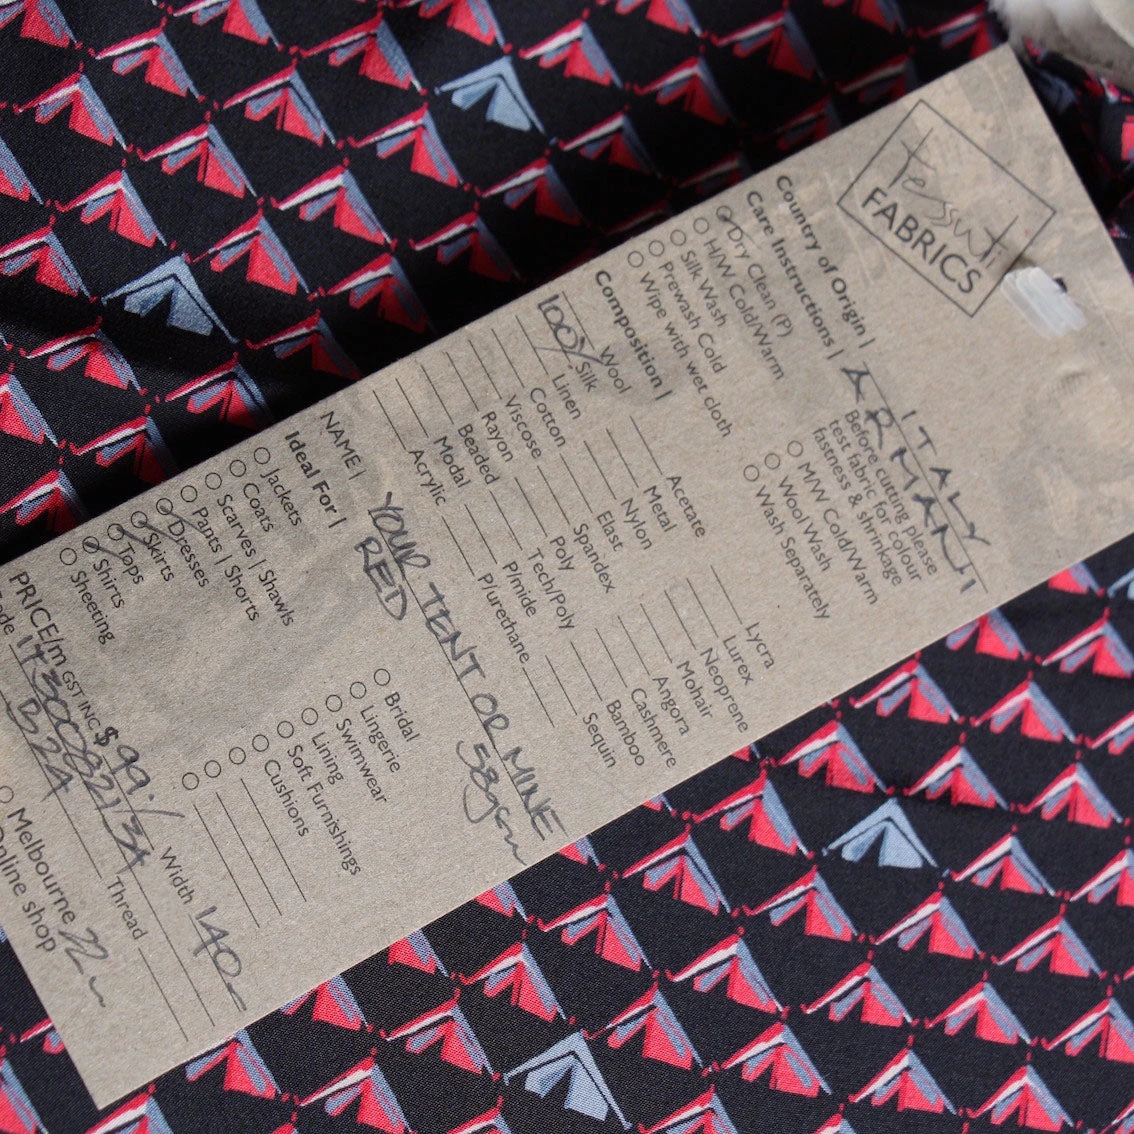 tessuti
FABRICS
Country of Origin | ITALY
ARMANI
Care Instructions | Before cutting please
test fabric for colour
fastness & shrinkage
Dry Clean (P)
H/W Cold/Warm
Silk Wash
Prewash Cold
Wipe with wet cloth
M/W Cold/Warm
Wool Wash
Wash Separately
Composition |
Wool
100% Silk
Linen
Cotton
Viscose
Rayon
Beaded
Modal
Acrylic
Acetate
Metal
Nylon
Elast
Spandex
Poly
Tech/Poly
P/mide
P/urethane
Lycra
Lurex
Neoprene
Mohair
Angora
Cashmere
Bamboo
Sequin
NAME | YOUR TENT OR MINE
RED
Ideal For |
Jackets
Coats
Scarves | Shawls
Pants | Shorts
Dresses
Skirts
Tops
Shirts
Sheeting
Bridal
Lingerie
Swimwear
Lining
Soft Furnishings
Cushions
PRICE/m GST INC $ 99.- Width 140
B22A Thread
Melbourne 22
Online shop